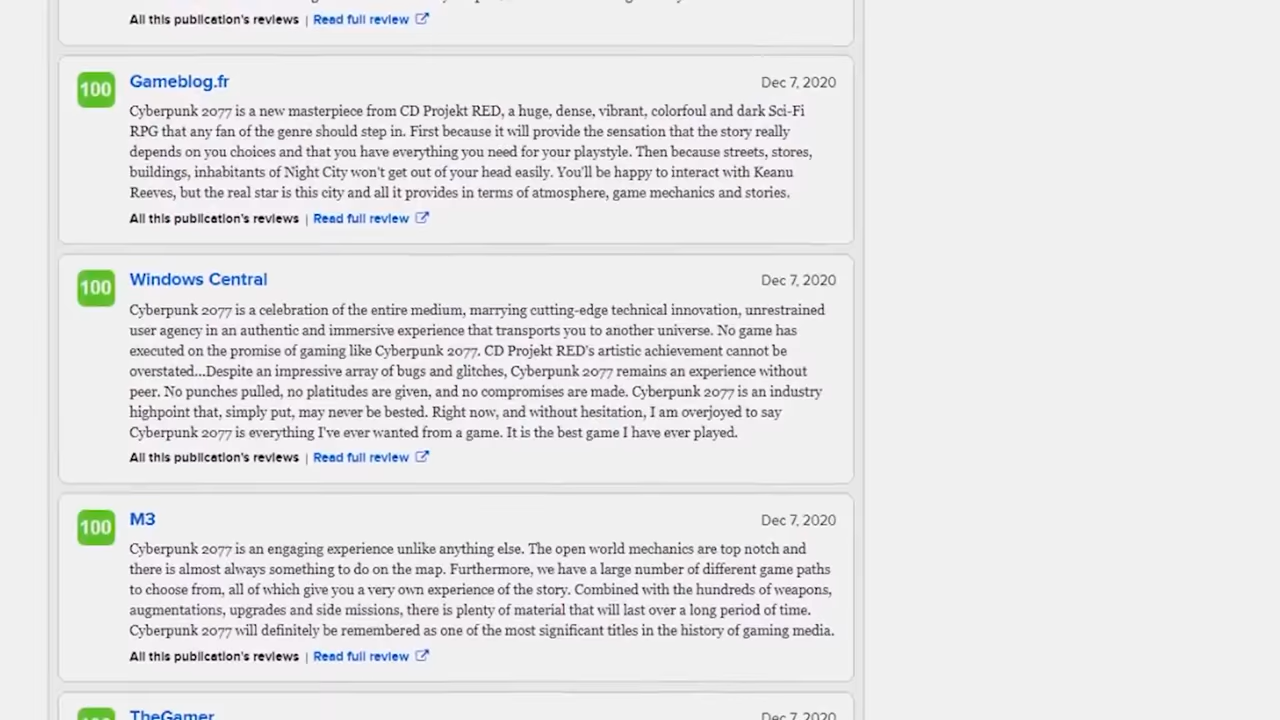 All this publication's reviews | Read full review
100
Gameblog.fr
Dec 7, 2020
Cyberpunk 2077 is a new masterpiece from CD Projekt RED, a huge, dense, vibrant, colorfoul and dark Sci-Fi
RPG that any fan of the genre should step in. First because it will provide the sensation that the story really
depends on you choices and that you have everything you need for your playstyle. Then because streets, stores,
buildings, inhabitants of Night City won't get out of your head easily. You'll be happy to interact with Keanu
Reeves, but the real star is this city and all it provides in terms of atmosphere, game mechanics and stories.
All this publication's reviews | Read full review
100
Windows Central
Dec 7, 2020
Cyberpunk 2077 is a celebration of the entire medium, marrying cutting-edge technical innovation, unrestrained
user agency in an authentic and immersive experience that transports you to another universe. No game has
executed on the promise of gaming like Cyberpunk 2077. CD Projekt RED's artistic achievement cannot be
overstated...Despite an impressive array of bugs and glitches, Cyberpunk 2077 remains an experience without
peer. No punches pulled, no platitudes are given, and no compromises are made. Cyberpunk 2077 is an industry
highpoint that, simply put, may never be bested. Right now, and without hesitation, I am overjoyed to say
Cyberpunk 2077 is everything I've ever wanted from a game. It is the best game I have ever played.
All this publication's reviews | Read full review
100
M3
Dec 7, 2020
Cyberpunk 2077 is an engaging experience unlike anything else. The open world mechanics are top notch and
there is almost always something to do on the map. Furthermore, we have a large number of different game paths
to choose from, all of which give you a very own experience of the story. Combined with the hundreds of weapons,
augmentations, upgrades and side missions, there is plenty of material that will last over a long period of time.
Cyberpunk 2077 will definitely be remembered as one of the most significant titles in the history of gaming media.
All this publication's reviews | Read full review
100
TheGamer
Dec 7, 2020